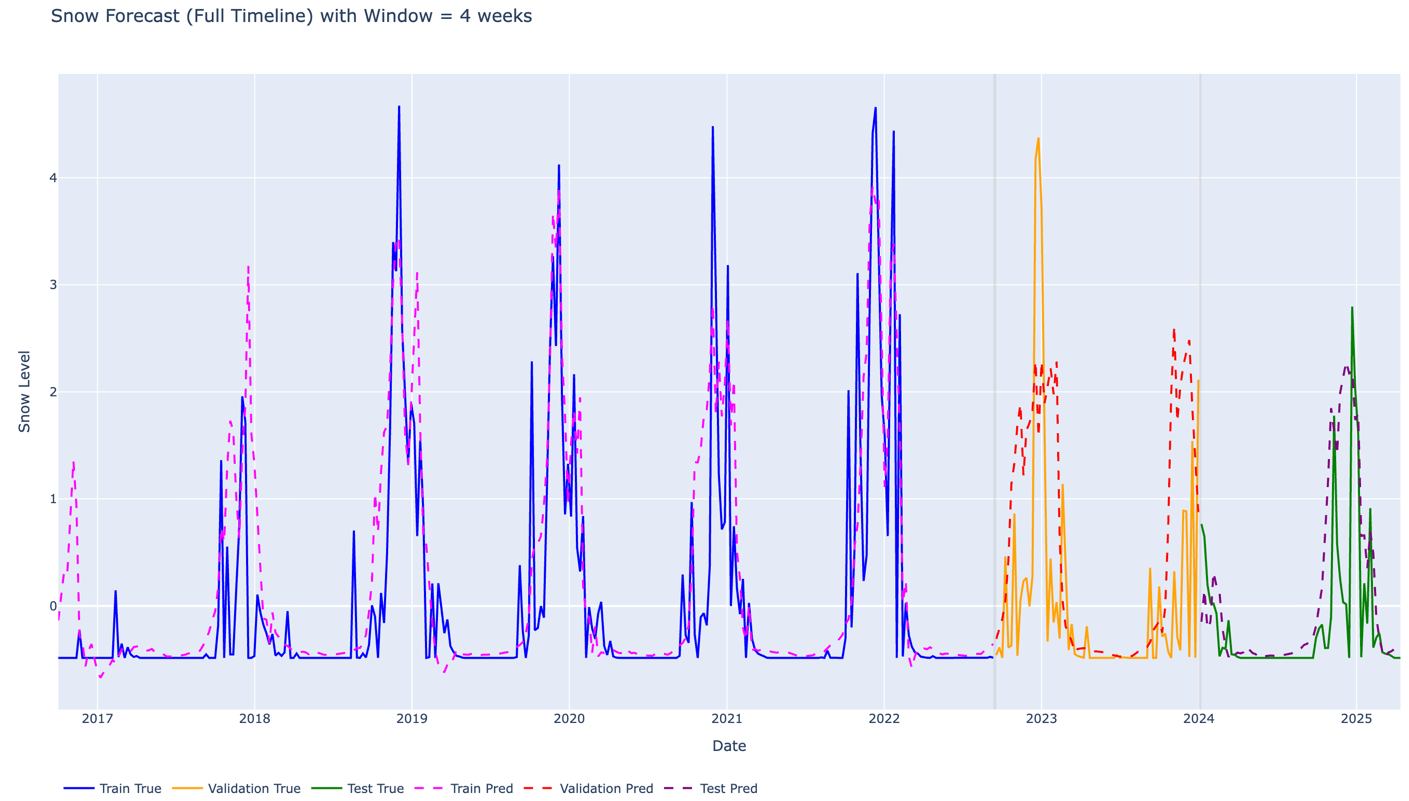 Snow Forecast (Full Timeline) with Window = 4 weeks
4
3
2
1
0
Snow Level
2017 2018 2019 2020 2021 2022 2023 2024 2025
Date
Train True Validation True Test True Train Pred Validation Pred Test Pred